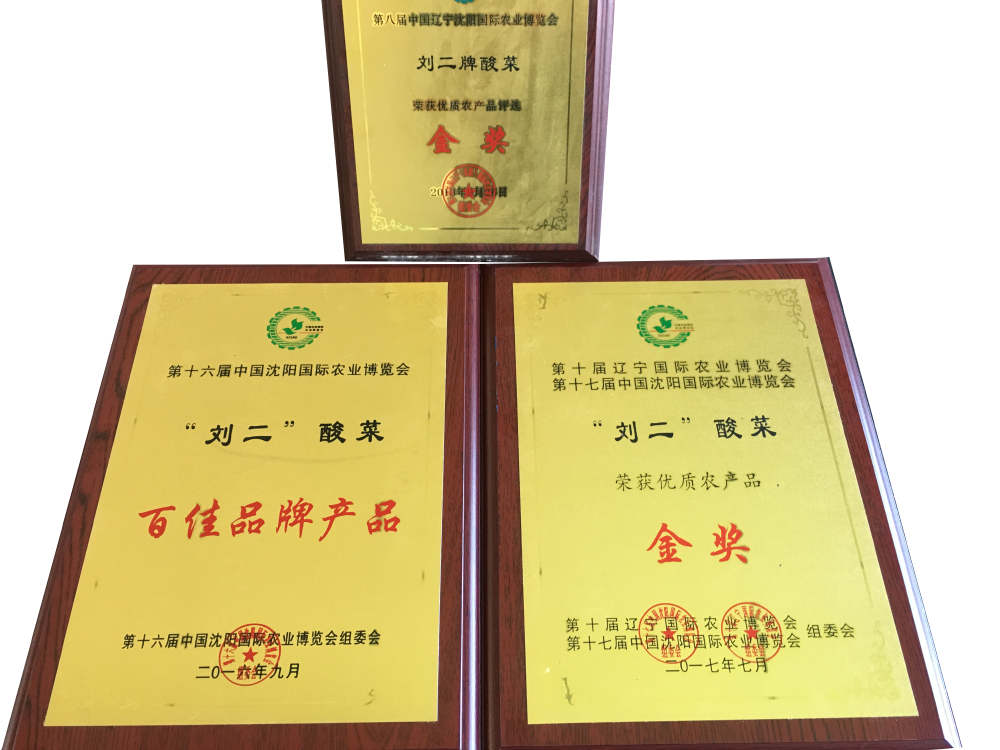 第八届中国辽宁沈阳国际农业博览会
刘二牌酸菜
荣获优质农产品评选
金奖
第十六届中国沈阳国际农业博览会
“刘二”酸菜
百佳品牌产品
第十六届中国沈阳国际农业博览会组委会
二〇一六年九月
第十届辽宁国际农业博览会
第十七届中国沈阳国际农业博览会
“刘二”酸菜
荣获优质农产品
金奖
第十届辽宁国际农业博览会
第十七届中国沈阳国际农业博览会 组委会
二〇一七年七月